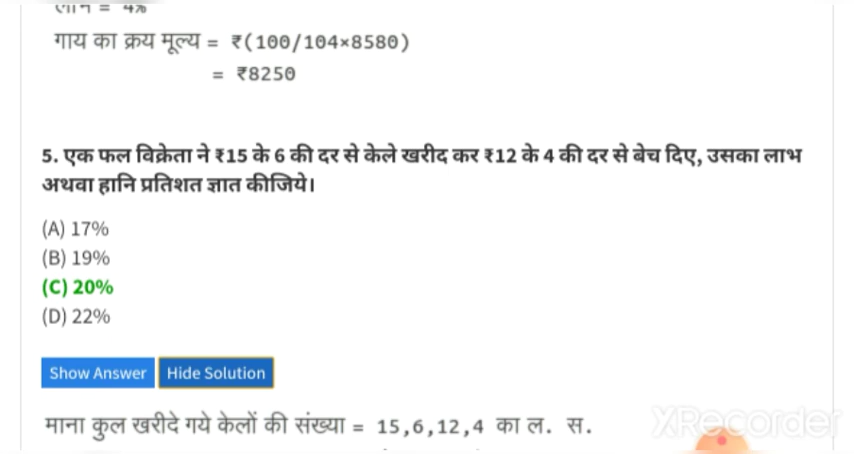 = 4%
गाय का क्रय मूल्य = ₹(100/104×8580)
= ₹8250
5. एक फल विक्रेता ने ₹15 के 6 की दर से केले खरीद कर ₹12 के 4 की दर से बेच दिए, उसका लाभ
अथवा हानि प्रतिशत ज्ञात कीजिये।
(A) 17%
(B) 19%
(C) 20%
(D) 22%
Show Answer Hide Solution
माना कुल खरीदे गये केलों की संख्या = 15,6,12,4 का ल. स.
XRecorder